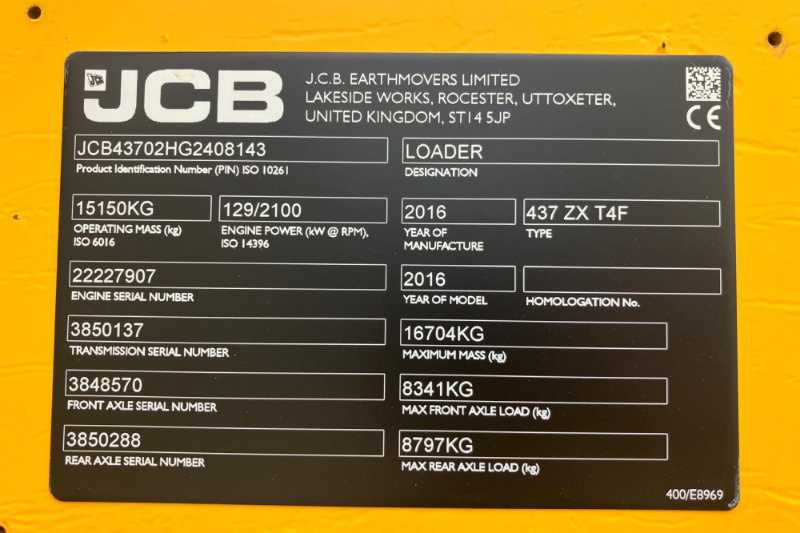 JCB
J.C.B. EARTHMOVERS LIMITED
LAKESIDE WORKS, ROCESTER, UTTOXETER,
UNITED KINGDOM, ST14 5JP
CE
JCB43702HG2408143
Product Identification Number (PIN) ISO 10261
LOADER
DESIGNATION
15150KG
OPERATING MASS (kg)
ISO 6016
129/2100
ENGINE POWER (kW @ RPM),
ISO 14396
2016
YEAR OF
MANUFACTURE
437 ZX T4F
TYPE
22227907
ENGINE SERIAL NUMBER
2016
YEAR OF MODEL
HOMOLOGATION No.
3850137
TRANSMISSION SERIAL NUMBER
16704KG
MAXIMUM MASS (kg)
3848570
FRONT AXLE SERIAL NUMBER
8341KG
MAX FRONT AXLE LOAD (kg)
3850288
REAR AXLE SERIAL NUMBER
8797KG
MAX REAR AXLE LOAD (kg)
400/E8969